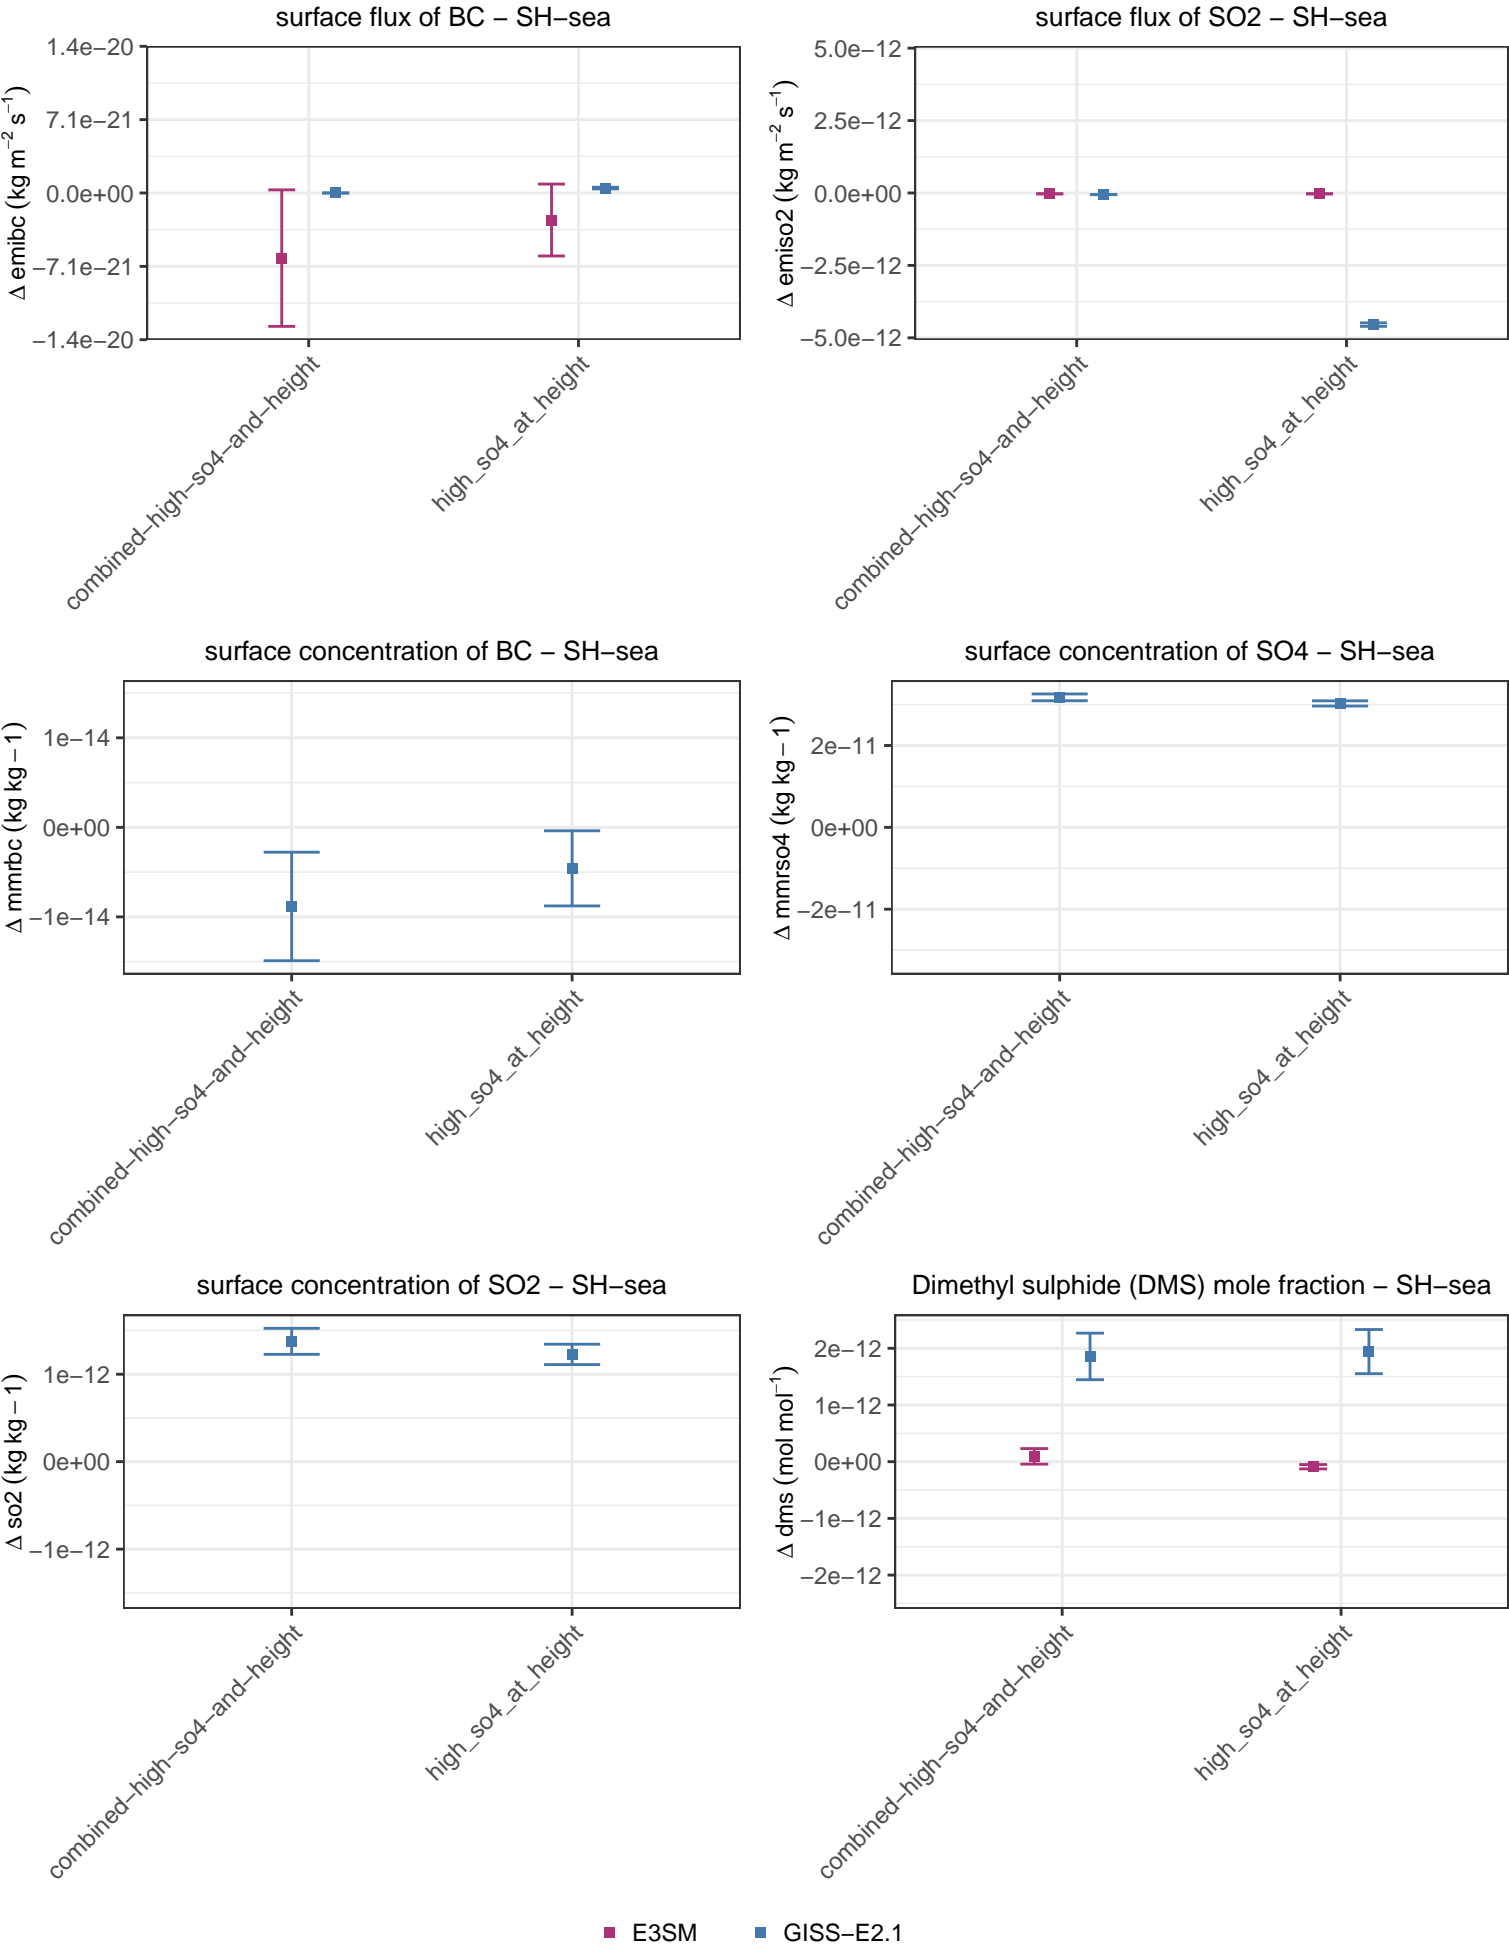 surface flux of BC − SH−sea
Δ emibc (kg m−2 s−1)
1.4e−20
7.1e−21
0.0e+00
−7.1e−21
−1.4e−20
combined−high−so4−and−height
high_so4_at_height
surface flux of SO2 − SH−sea
Δ emiso2 (kg m−2 s−1)
5.0e−12
2.5e−12
0.0e+00
−2.5e−12
−5.0e−12
combined−high−so4−and−height
high_so4_at_height
surface concentration of BC − SH−sea
Δ mmrbc (kg kg − 1)
1e−14
0e+00
−1e−14
combined−high−so4−and−height
high_so4_at_height
surface concentration of SO4 − SH−sea
Δ mmrso4 (kg kg − 1)
2e−11
0e+00
−2e−11
combined−high−so4−and−height
high_so4_at_height
surface concentration of SO2 − SH−sea
Δ so2 (kg kg − 1)
1e−12
0e+00
−1e−12
combined−high−so4−and−height
high_so4_at_height
Dimethyl sulphide (DMS) mole fraction − SH−sea
Δ dms (mol mol−1)
2e−12
1e−12
0e+00
−1e−12
−2e−12
combined−high−so4−and−height
high_so4_at_height
E3SM
GISS−E2.1